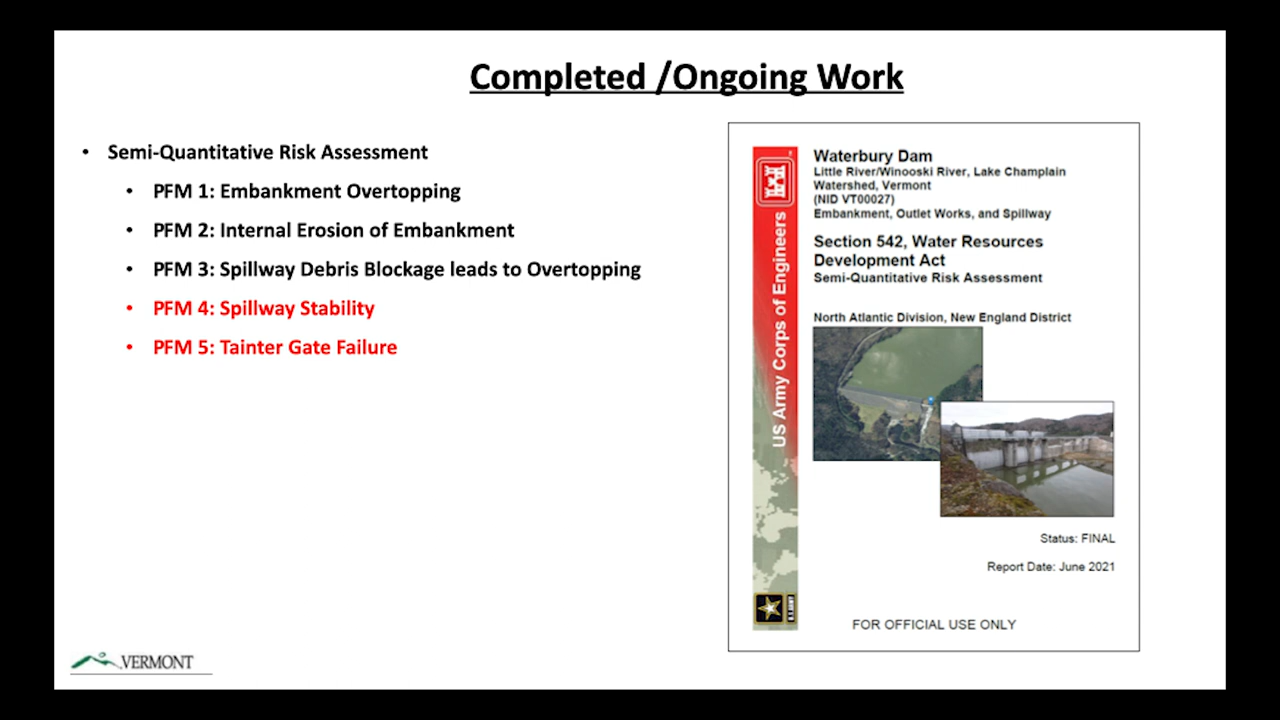 Completed /Ongoing Work
• Semi-Quantitative Risk Assessment
• PFM 1: Embankment Overtopping
• PFM 2: Internal Erosion of Embankment
• PFM 3: Spillway Debris Blockage leads to Overtopping
• PFM 4: Spillway Stability
• PFM 5: Tainter Gate Failure
US Army Corps of Engineers
Waterbury Dam
Little River/Winooski River, Lake Champlain
Watershed, Vermont
(NID VT00027)
Embankment, Outlet Works, and Spillway
Section 542, Water Resources
Development Act
Semi-Quantitative Risk Assessment
North Atlantic Division, New England District
Status: FINAL
Report Date: June 2021
U.S. ARMY
FOR OFFICIAL USE ONLY
VERMONT